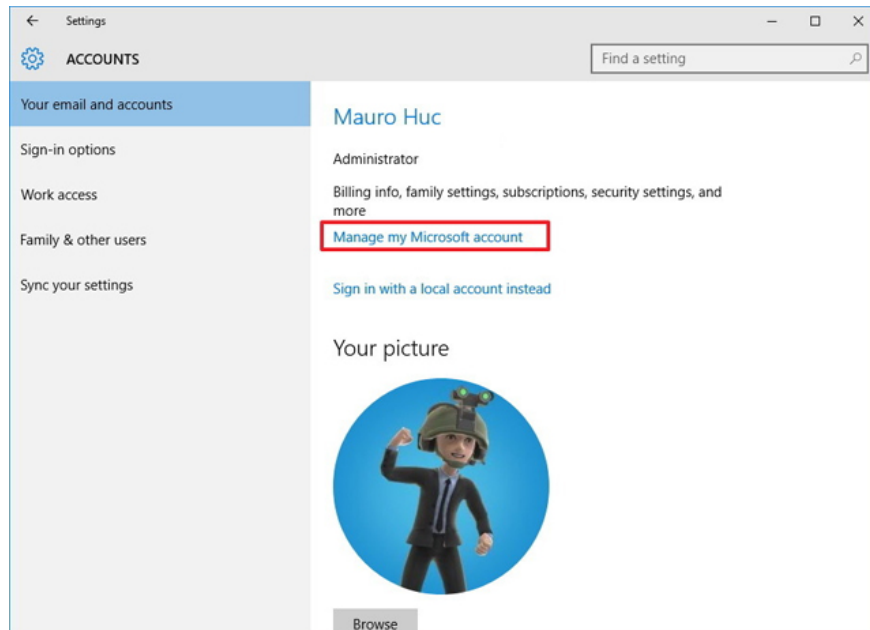 Settings
ACCOUNTS
Find a setting
Your email and accounts
Sign-in options
Work access
Family & other users
Sync your settings
Mauro Huc
Administrator
Billing info, family settings, subscriptions, security settings, and
more
Manage my Microsoft account
Sign in with a local account instead
Your picture
Browse